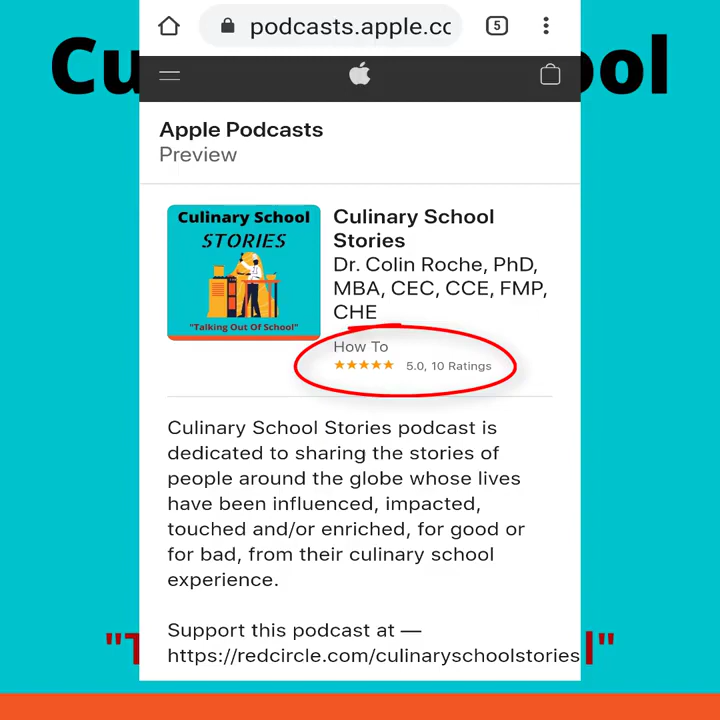 podcasts.apple.cc
5
Cu
ool
Apple Podcasts
Preview
Culinary School
STORIES
"Talking Out Of School"
Culinary School
Stories
Dr. Colin Roche, PhD,
MBA, CEC, CCE, FMP,
CHE
How To
★★★★★ 5.0, 10 Ratings
Culinary School Stories podcast is
dedicated to sharing the stories of
people around the globe whose lives
have been influenced, impacted,
touched and/or enriched, for good or
for bad, from their culinary school
experience.
Support this podcast at —
https://redcircle.com/culinaryschoolstories
"T
l"